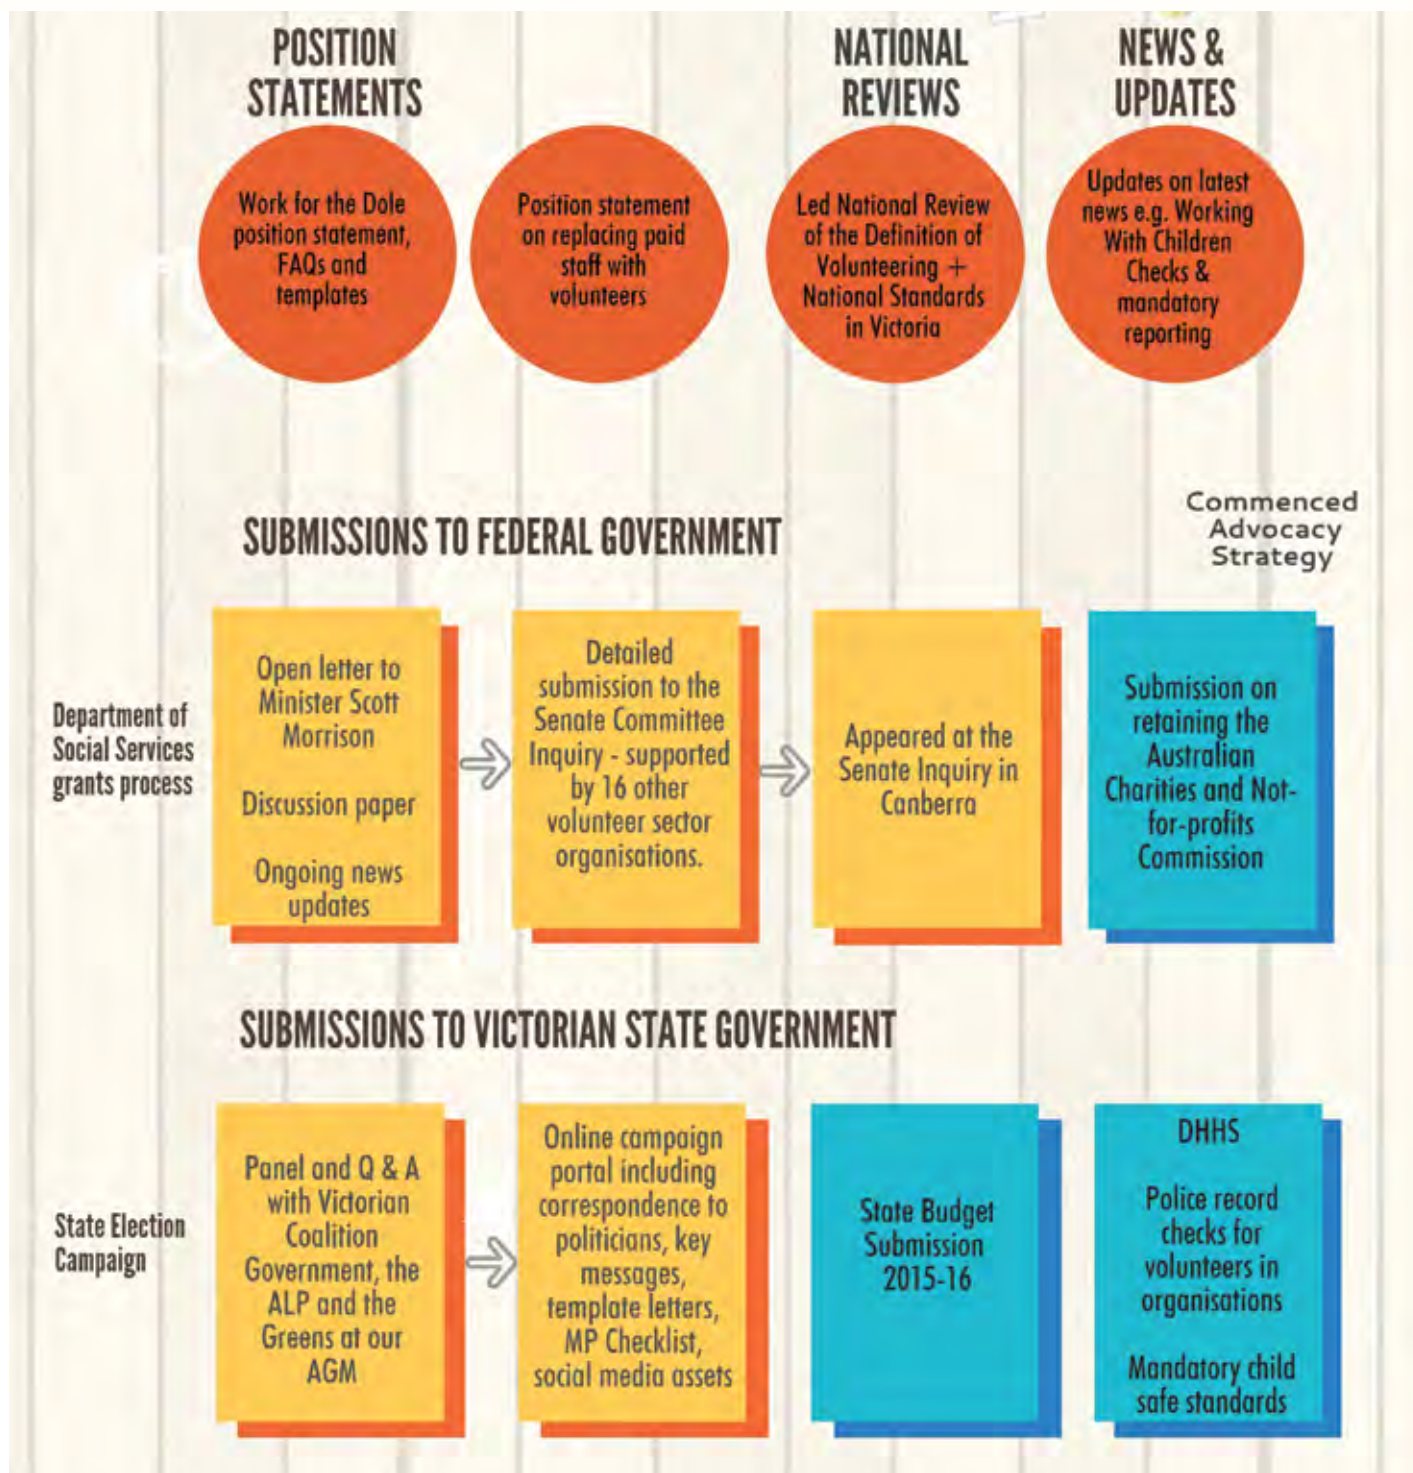 POSITION
STATEMENTS
NATIONAL
REVIEWS
NEWS &
UPDATES
Work for the Dole
position statement,
FAQs and
templates
Position statement
on replacing paid
staff with
volunteers
Led National Review
of the Definition of
Volunteering +
National Standards
in Victoria
Updates on latest
news e.g. Working
With Children
Checks &
mandatory
reporting
Commenced
Advocacy
Strategy
SUBMISSIONS TO FEDERAL GOVERNMENT
Department of
Social Services
grants process
Open letter to
Minister Scott
Morrison
Discussion paper
Ongoing news
updates
Detailed
submission to the
Senate Committee
Inquiry - supported
by 16 other
volunteer sector
organisations.
Appeared at the
Senate Inquiry in
Canberra
Submission on
retaining the
Australian
Charities and Not-
for-profits
Commission
SUBMISSIONS TO VICTORIAN STATE GOVERNMENT
State Election
Campaign
Panel and Q & A
with Victorian
Coalition
Government, the
ALP and the
Greens at our
AGM
Online campaign
portal including
correspondence to
politicians, key
messages,
template letters,
MP Checklist,
social media assets
State Budget
Submission
2015-16
DHHS
Police record
checks for
volunteers in
organisations
Mandatory child
safe standards